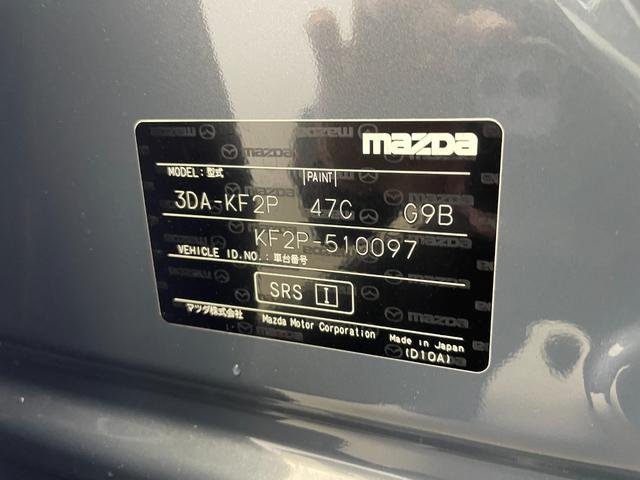 mazda
MODEL:型式 PAINT
3DA-KF2P 47C G9B
KF2P-510097
VEHICLE ID.NO.:車台番号
SRS I
マツダ株式会社 Mazda Motor Corporation Made in Japan
(D10A)